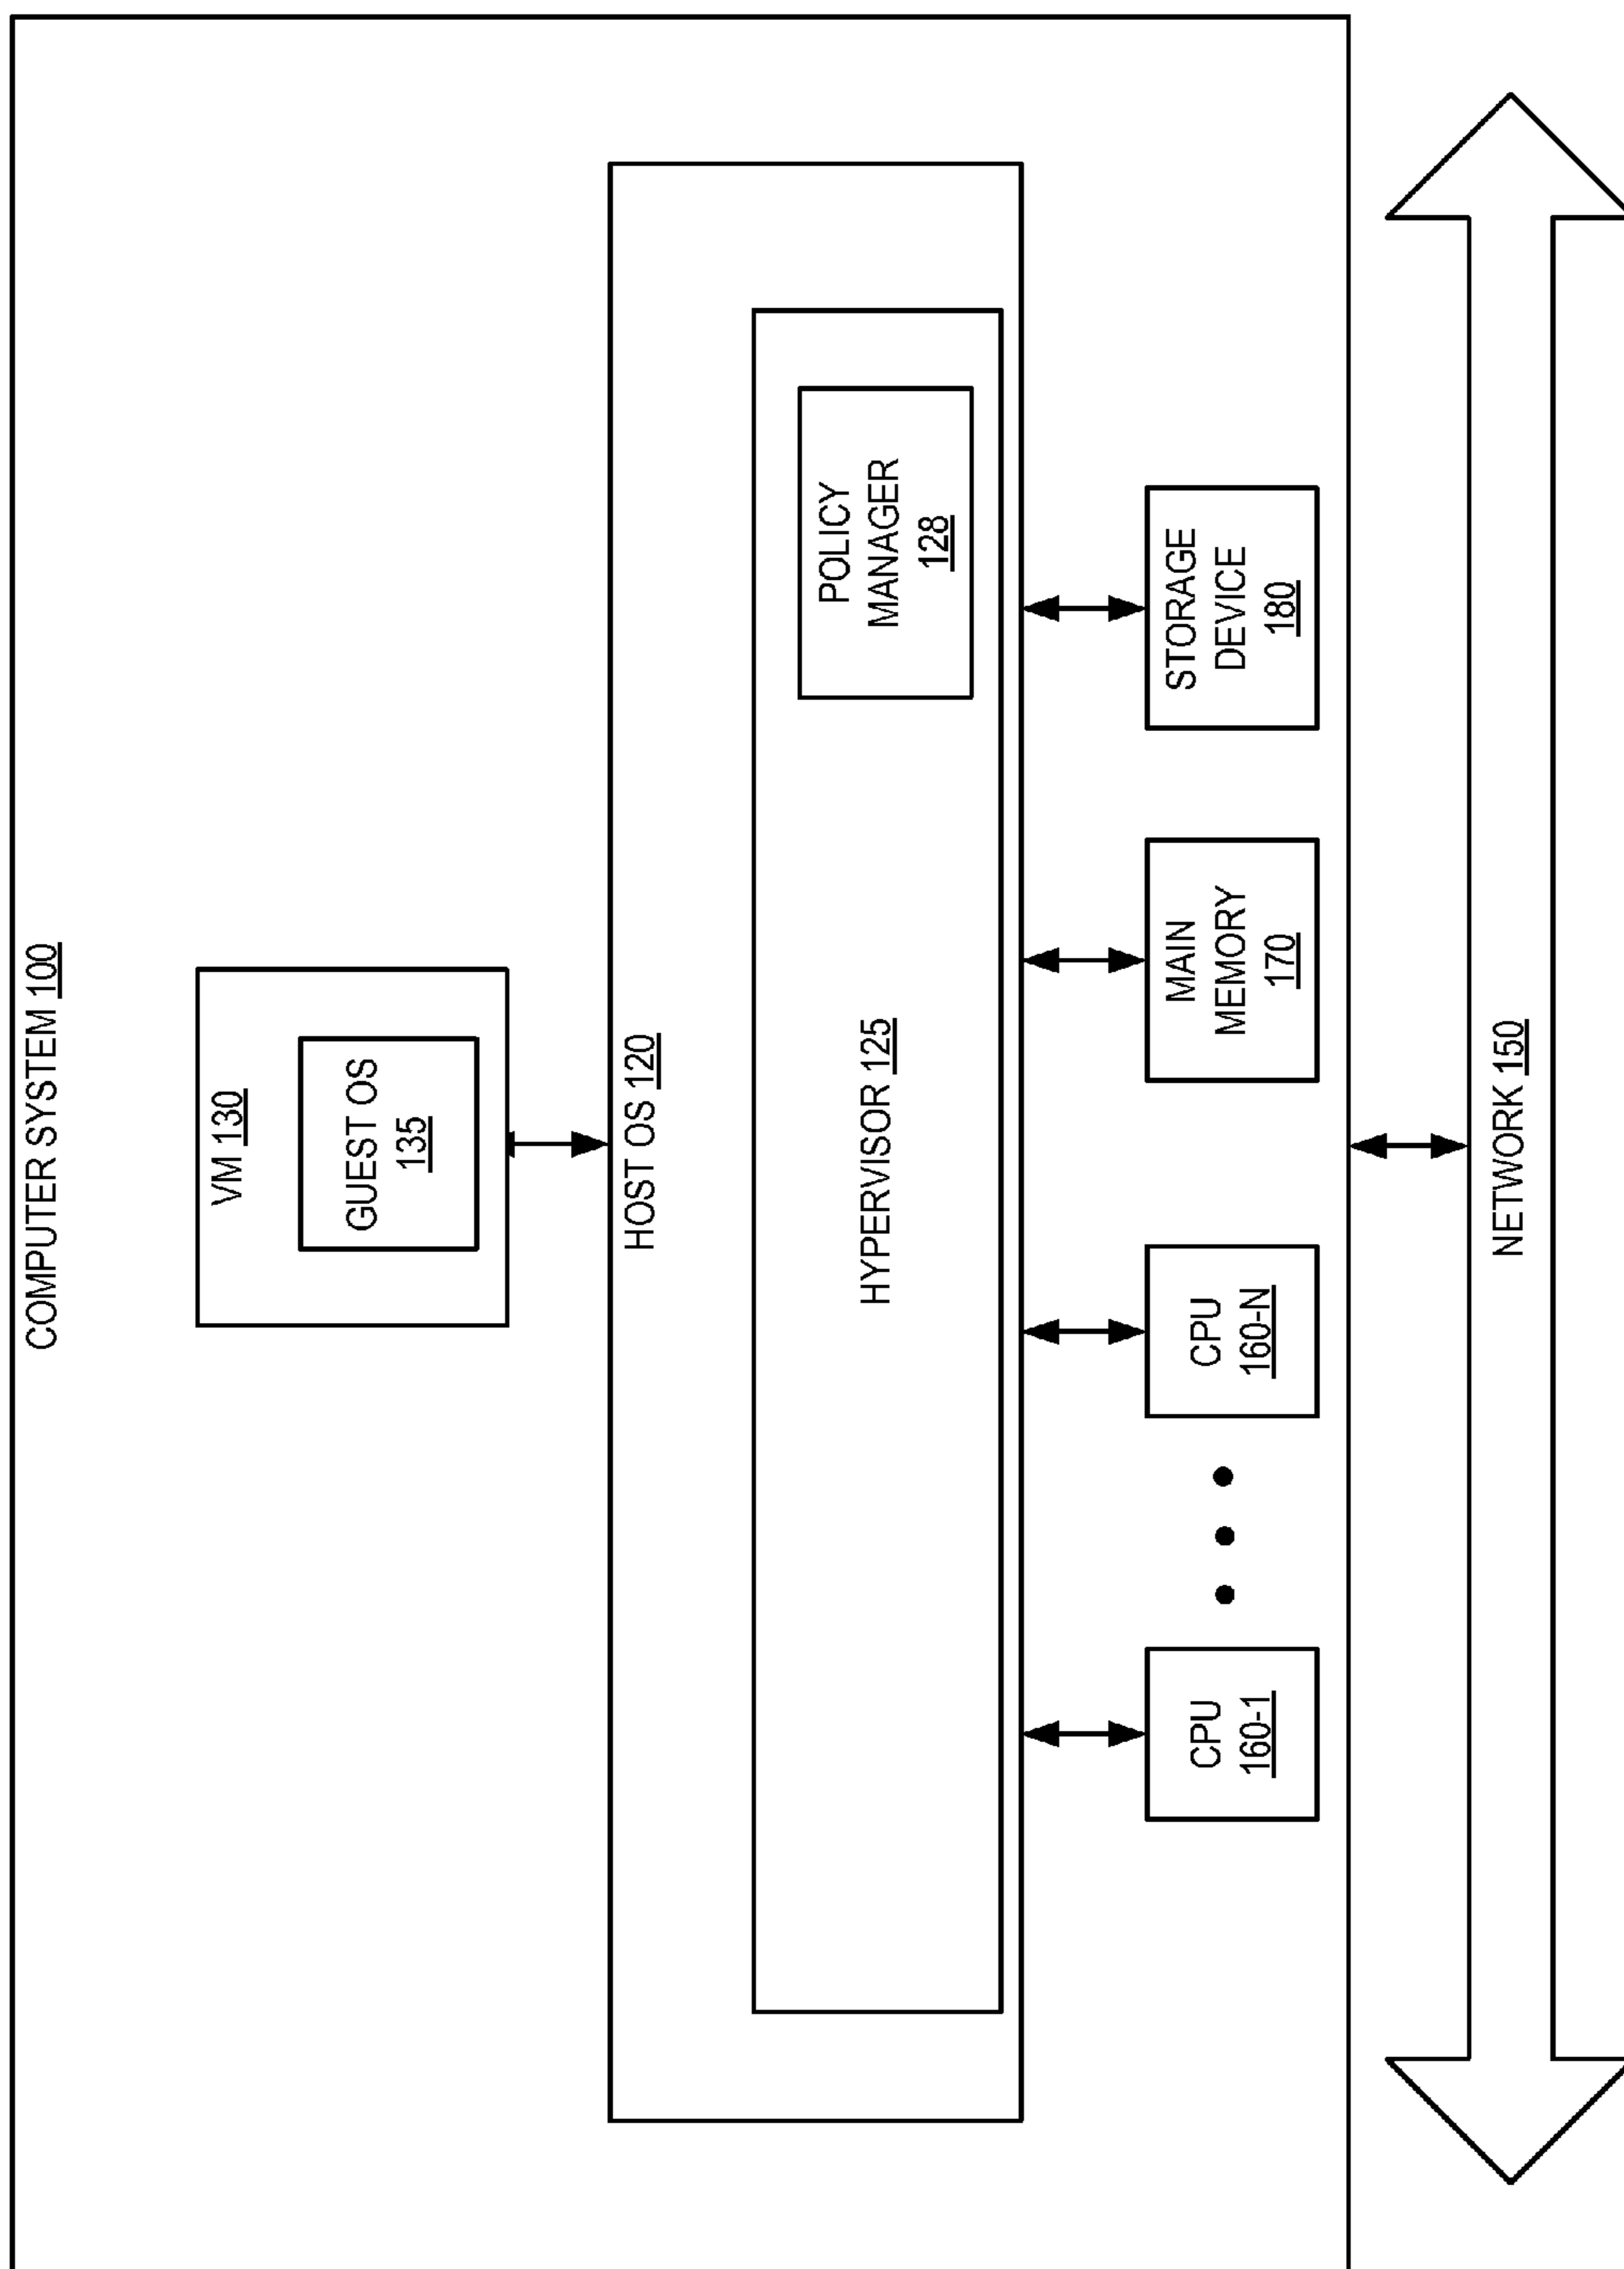 COMPUTER SYSTEM 100
VM 130
GUEST OS
135
HOST OS 120
HYPERVISOR 125
POLICY
MANAGER
128
CPU
160-1
CPU
160-N
MAIN
MEMORY
170
STORAGE
DEVICE
180
NETWORK 150